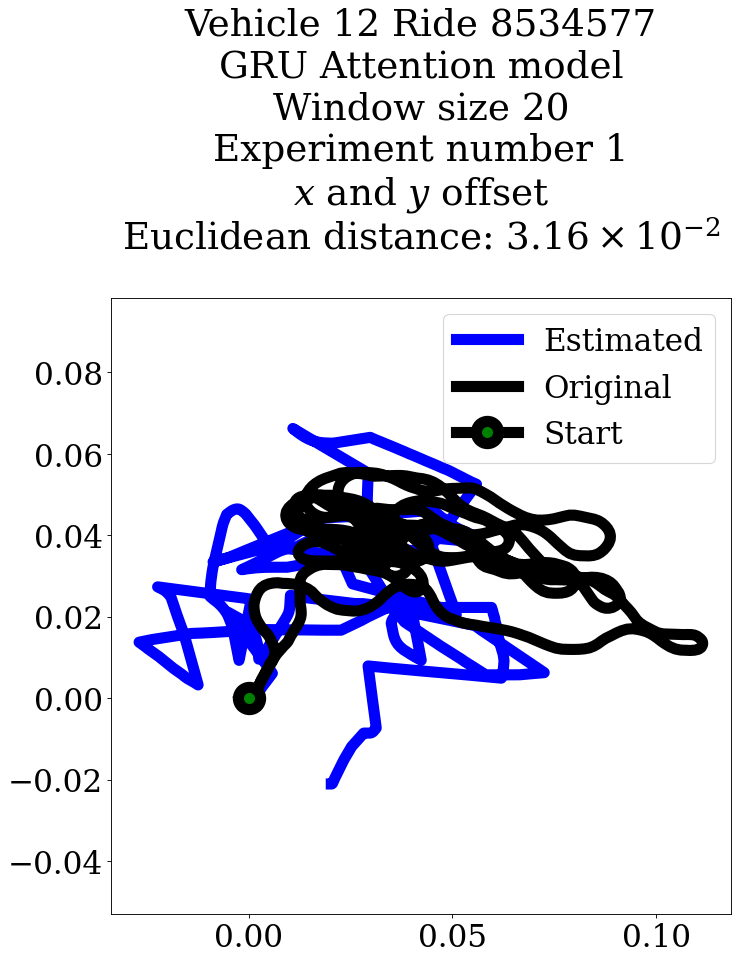 Vehicle 12 Ride 8534577
GRU Attention model
Window size 20
Experiment number 1
x and y offset
Euclidean distance: 3.16 × 10⁻²
Estimated
Original
Start
0.08
0.06
0.04
0.02
0.00
−0.02
−0.04
0.00
0.05
0.10